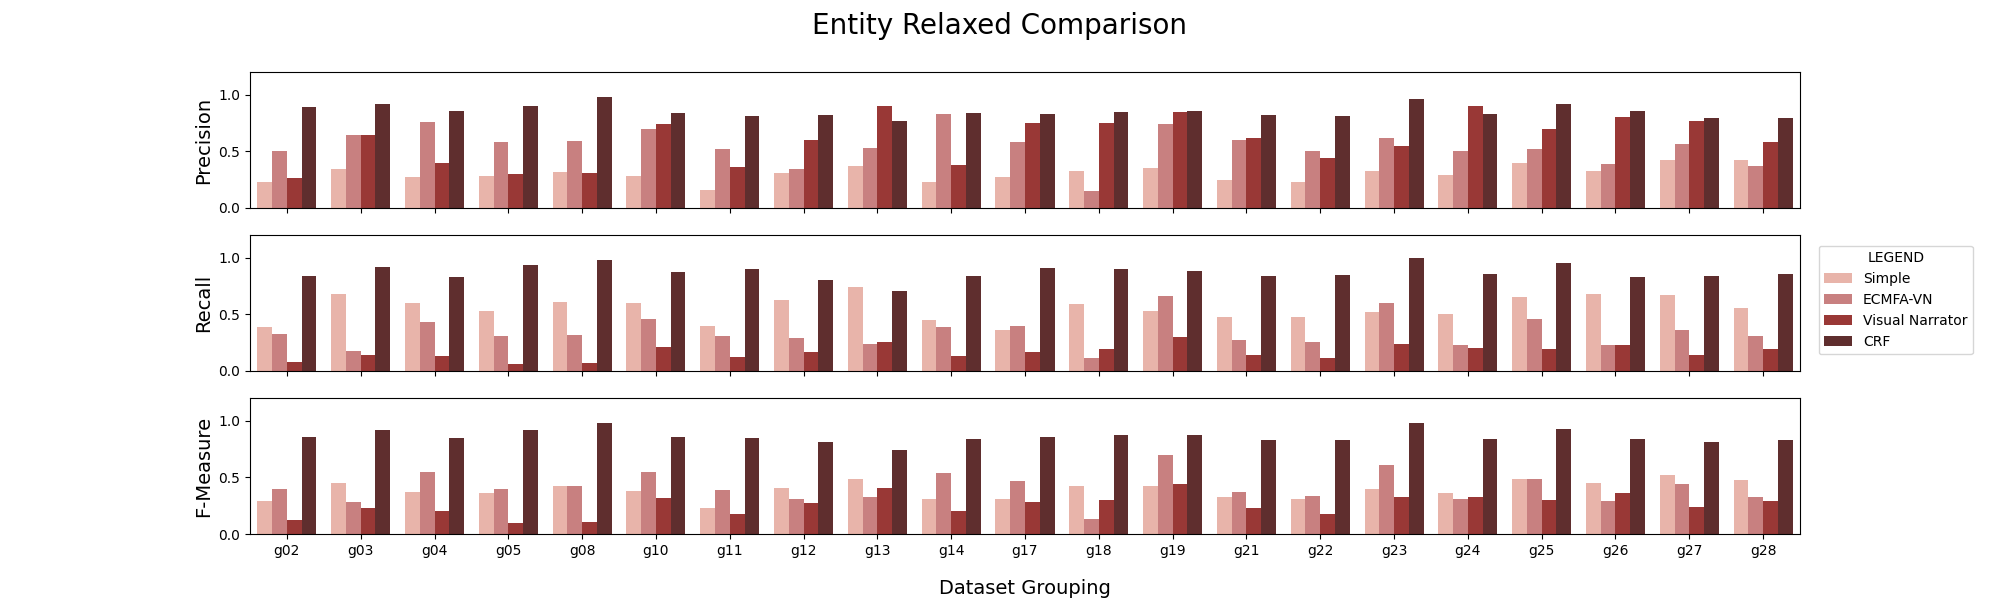 Entity Relaxed Comparison
Precision
1.0
0.5
0.0
Recall
1.0
0.5
0.0
F-Measure
1.0
0.5
0.0
g02 g03 g04 g05 g08 g10 g11 g12 g13 g14 g17 g18 g19 g21 g22 g23 g24 g25 g26 g27 g28
Dataset Grouping
LEGEND
Simple
ECMFA-VN
Visual Narrator
CRF